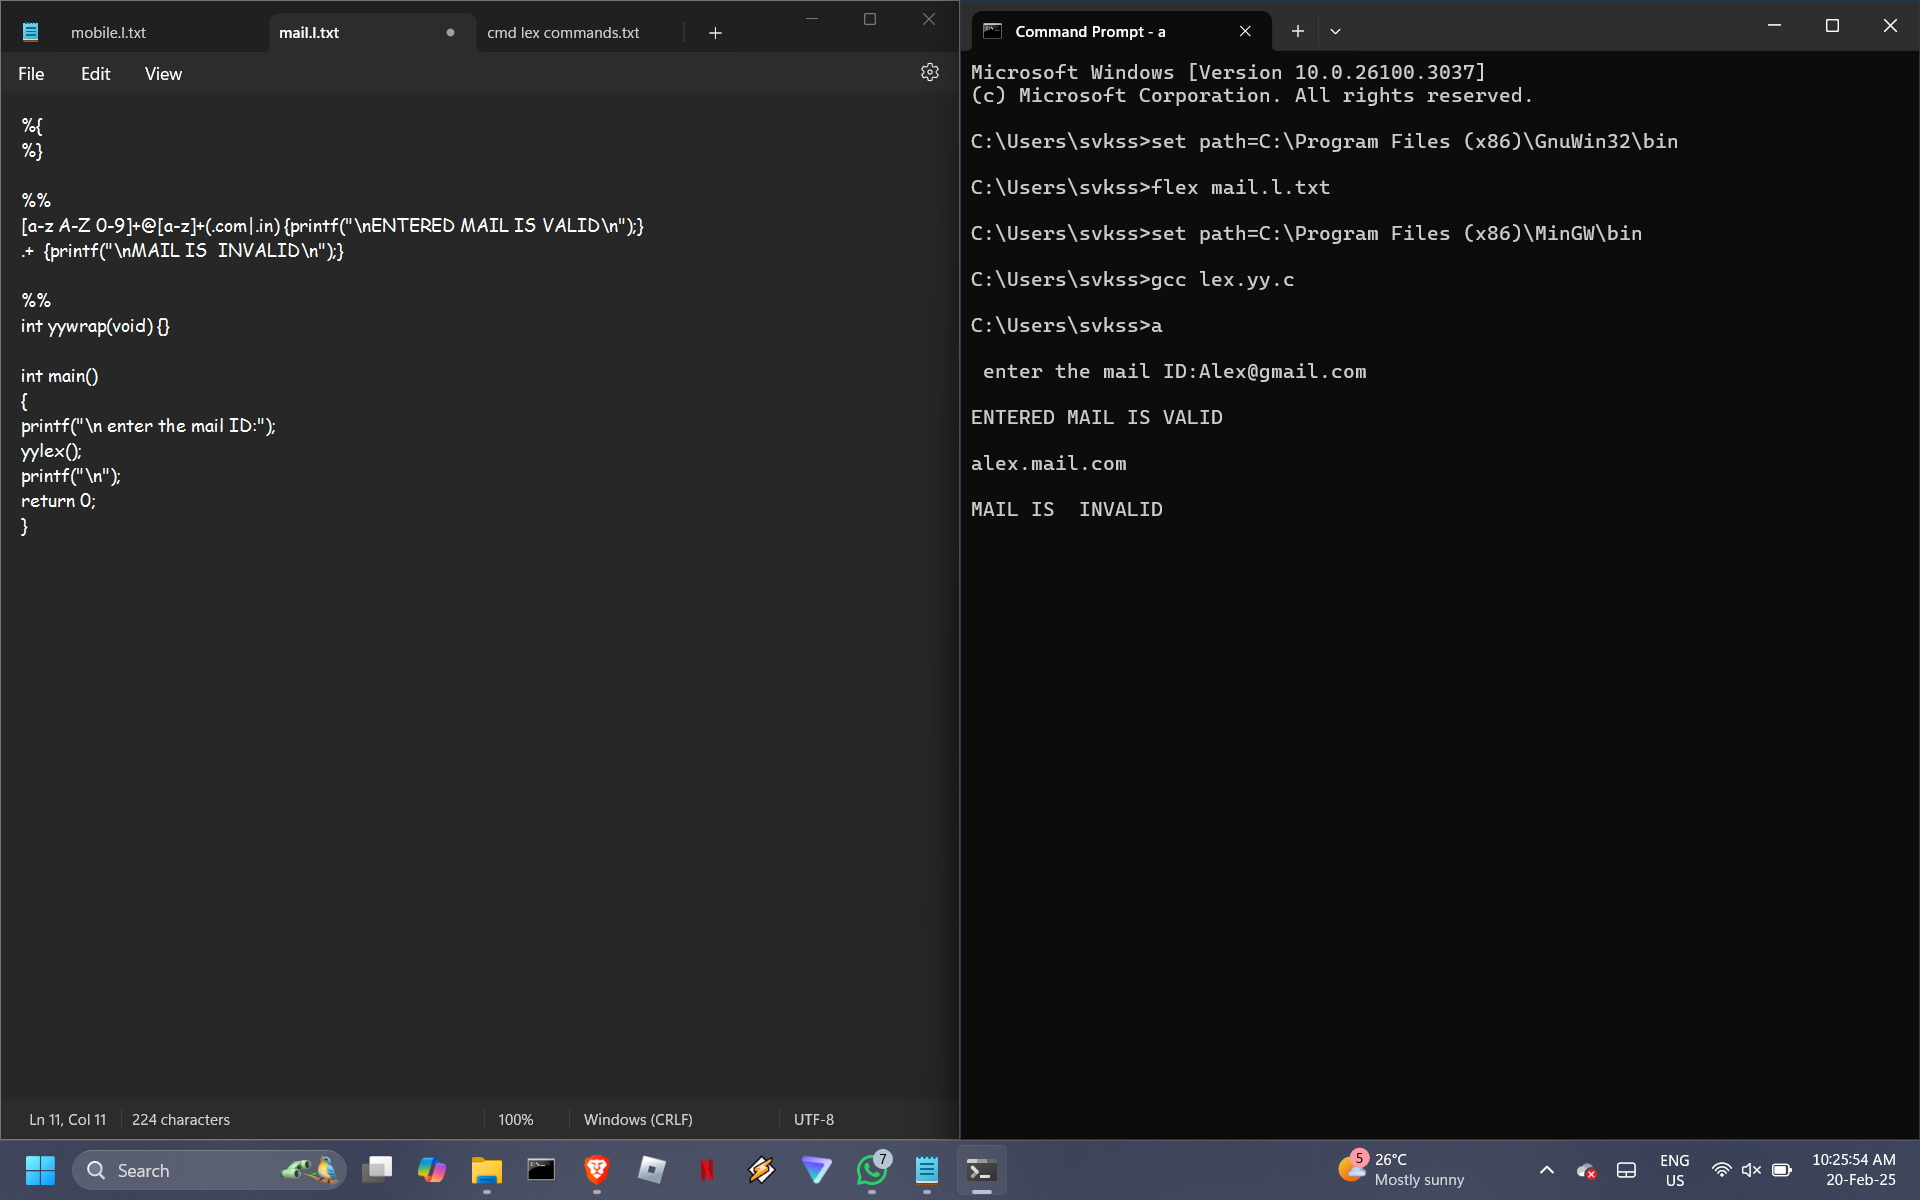 mobile.l.txt
mail.l.txt
cmd lex commands.txt
File
Edit
View
%{
%}
%%
[a-z A-Z 0-9]+@[a-z]+(.com|.in) {printf("\nENTERED MAIL IS VALID\n");}
.+  {printf("\nMAIL IS  INVALID\n");}
%%
int yywrap(void) {}
int main()
{
printf("\n enter the mail ID:");
yylex();
printf("\n");
return 0;
}
Ln 11, Col 11
224 characters
100%
Windows (CRLF)
UTF-8
Command Prompt - a
Microsoft Windows [Version 10.0.26100.3037]
(c) Microsoft Corporation. All rights reserved.
C:\Users\svkss>set path=C:\Program Files (x86)\GnuWin32\bin
C:\Users\svkss>flex mail.l.txt
C:\Users\svkss>set path=C:\Program Files (x86)\MinGW\bin
C:\Users\svkss>gcc lex.yy.c
C:\Users\svkss>a
 enter the mail ID:Alex@gmail.com
ENTERED MAIL IS VALID
alex.mail.com
MAIL IS  INVALID
Search
7
5
26°C
Mostly sunny
ENG
US
10:25:54 AM
20-Feb-25